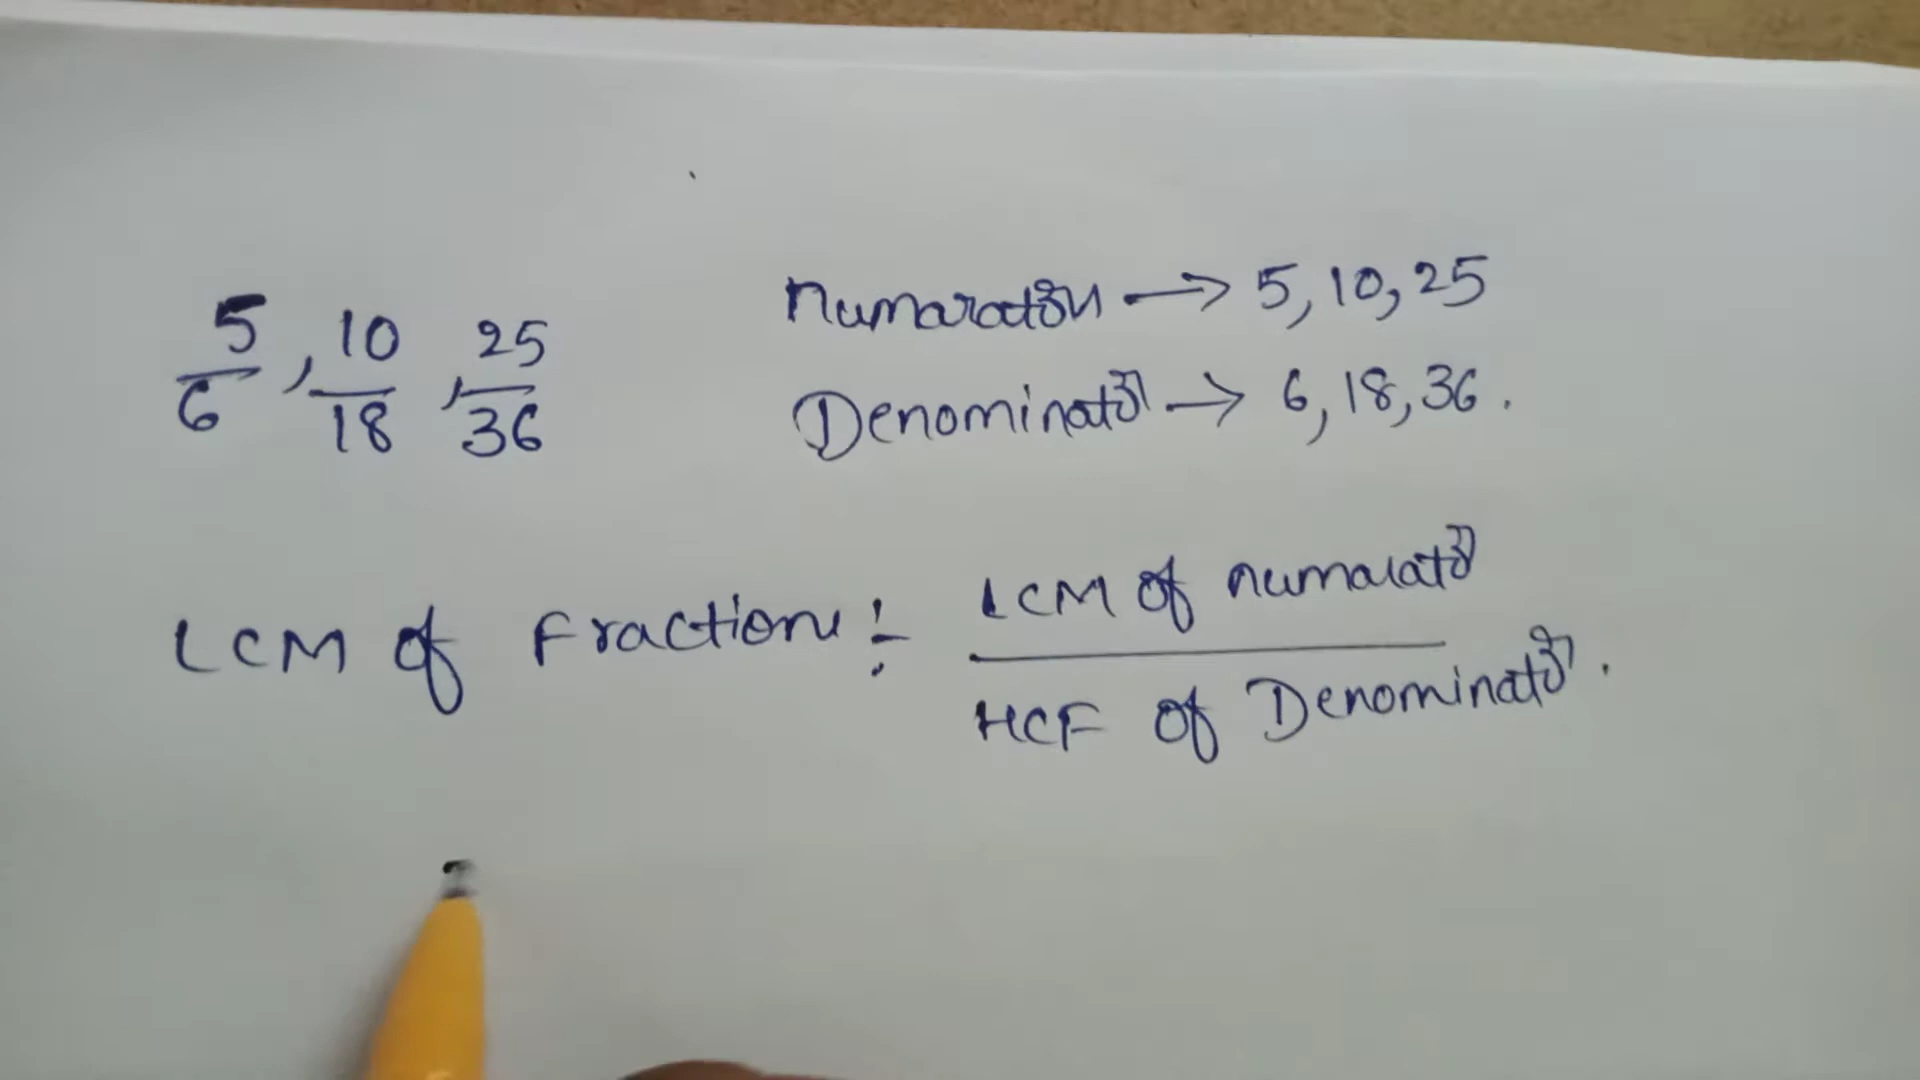 5/6, 10/18, 25/36
Numarator → 5, 10, 25
Denominator → 6, 18, 36.
LCM of Fractions :- LCM of numarator / HCF of Denominator.